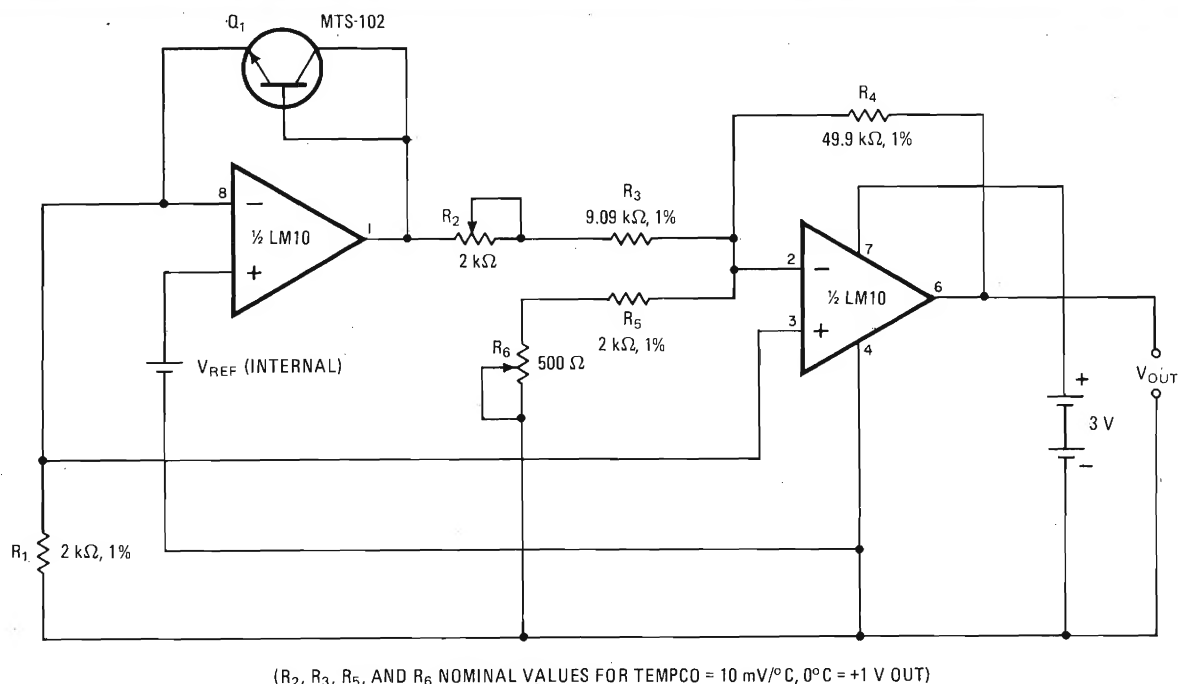 Q1 MTS-102
R4
49.9 kΩ, 1%
8
−
½ LM10
1
+
R2
2 kΩ
R3
9.09 kΩ, 1%
7
2
−
½ LM10
6
3
+
4
R5
2 kΩ, 1%
R6
500 Ω
VREF (INTERNAL)
VOUT
+
3 V
−
R1 2 kΩ, 1%
(R2, R3, R5, AND R6 NOMINAL VALUES FOR TEMPCO = 10 mV/°C, 0°C = +1 V OUT)